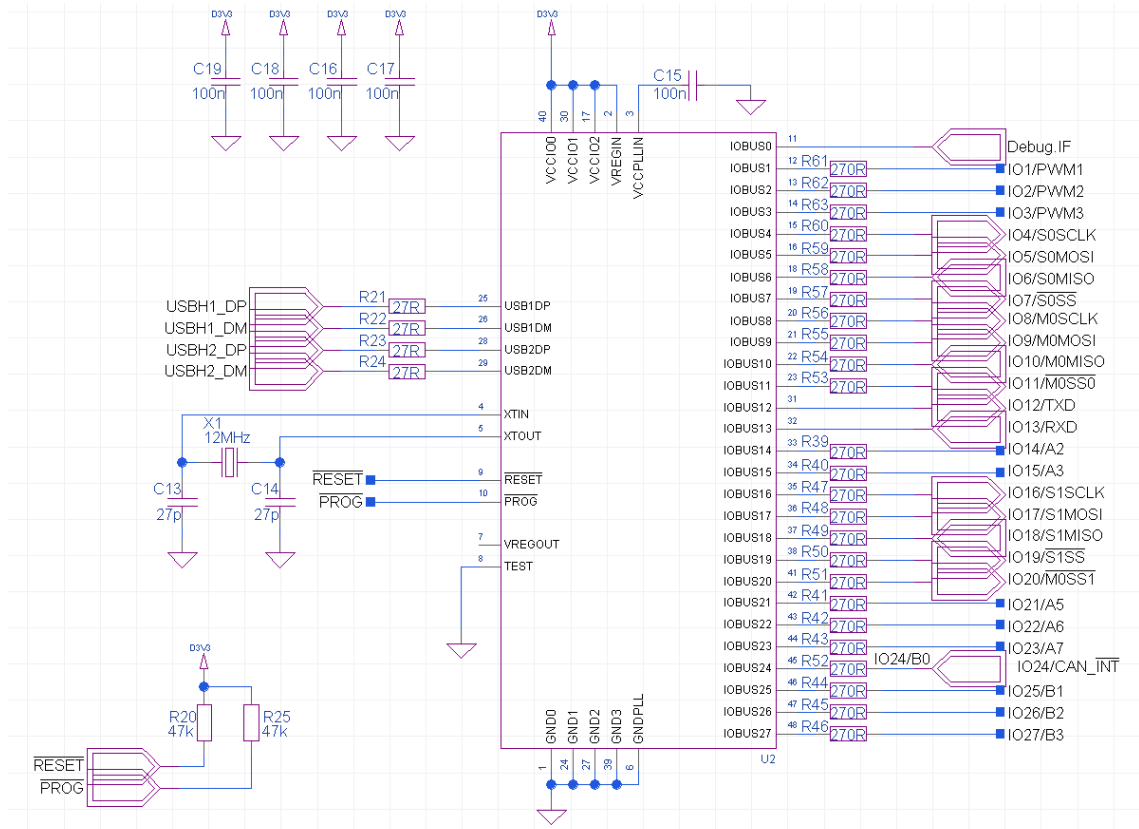 D3V3 D3V3 D3V3 D3V3 D3V3
C19 100n C18 100n C16 100n C17 100n
C15 100n
40 30 17 2 3
VCCIO0 VCCIO1 VCCIO2 VREGIN VCCPLLIN
IOBUS0 11 Debug.IF
IOBUS1 12 R61 270R IO1/PWM1
IOBUS2 13 R62 270R IO2/PWM2
IOBUS3 14 R63 270R IO3/PWM3
IOBUS4 15 R60 270R IO4/S0SCLK
IOBUS5 16 R59 270R IO5/S0MOSI
IOBUS6 18 R58 270R IO6/S0MISO
IOBUS7 19 R57 270R IO7/S0SS
IOBUS8 20 R56 270R IO8/M0SCLK
IOBUS9 21 R55 270R IO9/M0MOSI
IOBUS10 22 R54 270R IO10/M0MISO
IOBUS11 23 R53 270R IO11/M0SS0
IOBUS12 31 IO12/TXD
IOBUS13 32 IO13/RXD
IOBUS14 33 R39 270R IO14/A2
IOBUS15 34 R40 270R IO15/A3
IOBUS16 35 R47 270R IO16/S1SCLK
IOBUS17 36 R48 270R IO17/S1MOSI
IOBUS18 37 R49 270R IO18/S1MISO
IOBUS19 38 R50 270R IO19/S1SS
IOBUS20 41 R51 270R IO20/M0SS1
IOBUS21 42 R41 270R IO21/A5
IOBUS22 43 R42 270R IO22/A6
IOBUS23 44 R43 270R IO23/A7
IOBUS24 45 R52 270R IO24/B0 IO24/CAN_INT
IOBUS25 46 R44 270R IO25/B1
IOBUS26 47 R45 270R IO26/B2
IOBUS27 48 R46 270R IO27/B3
USBH1_DP R21 27R 25 USB1DP
USBH1_DM R22 27R 26 USB1DM
USBH2_DP R23 27R 28 USB2DP
USBH2_DM R24 27R 29 USB2DM
4 XTIN
5 XTOUT
X1
12MHz
C13 27p C14 27p
RESET 9 RESET
PROG 10 PROG
7 VREGOUT
8 TEST
GND0 GND1 GND2 GND3 GNDPLL
1 24 27 39 6
U2
D3V3
R20 47k R25 47k
RESET
PROG